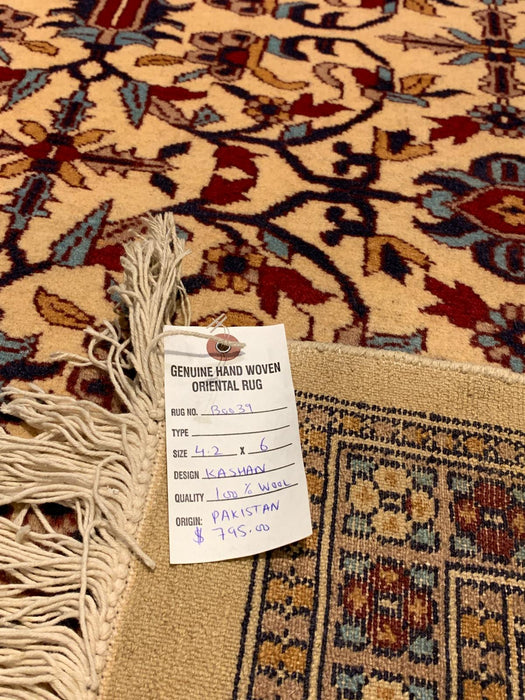 GENUINE HAND WOVEN
ORIENTAL RUG
RUG NO. B0039
TYPE
SIZE 4.2 X 6
DESIGN KASHAN
QUALITY 100% WOOL
ORIGIN: PAKISTAN
$ 795.00